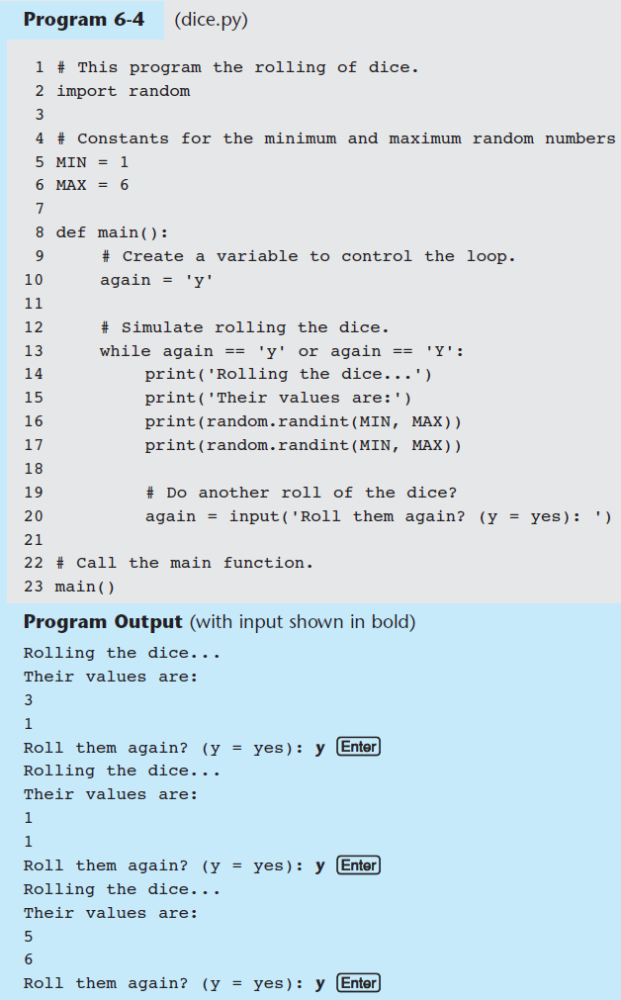 Program 6-4 (dice.py)
1 # This program the rolling of dice.
2 import random
3
4 # Constants for the minimum and maximum random numbers
5 MIN = 1
6 MAX = 6
7
8 def main():
9     # Create a variable to control the loop.
10     again = 'y'
11
12     # Simulate rolling the dice.
13     while again == 'y' or again == 'Y':
14         print('Rolling the dice...')
15         print('Their values are:')
16         print(random.randint(MIN, MAX))
17         print(random.randint(MIN, MAX))
18
19         # Do another roll of the dice?
20         again = input('Roll them again? (y = yes): ')
21
22 # Call the main function.
23 main()
Program Output (with input shown in bold)
Rolling the dice...
Their values are:
3
1
Roll them again? (y = yes): y Enter
Rolling the dice...
Their values are:
1
1
Roll them again? (y = yes): y Enter
Rolling the dice...
Their values are:
5
6
Roll them again? (y = yes): y Enter